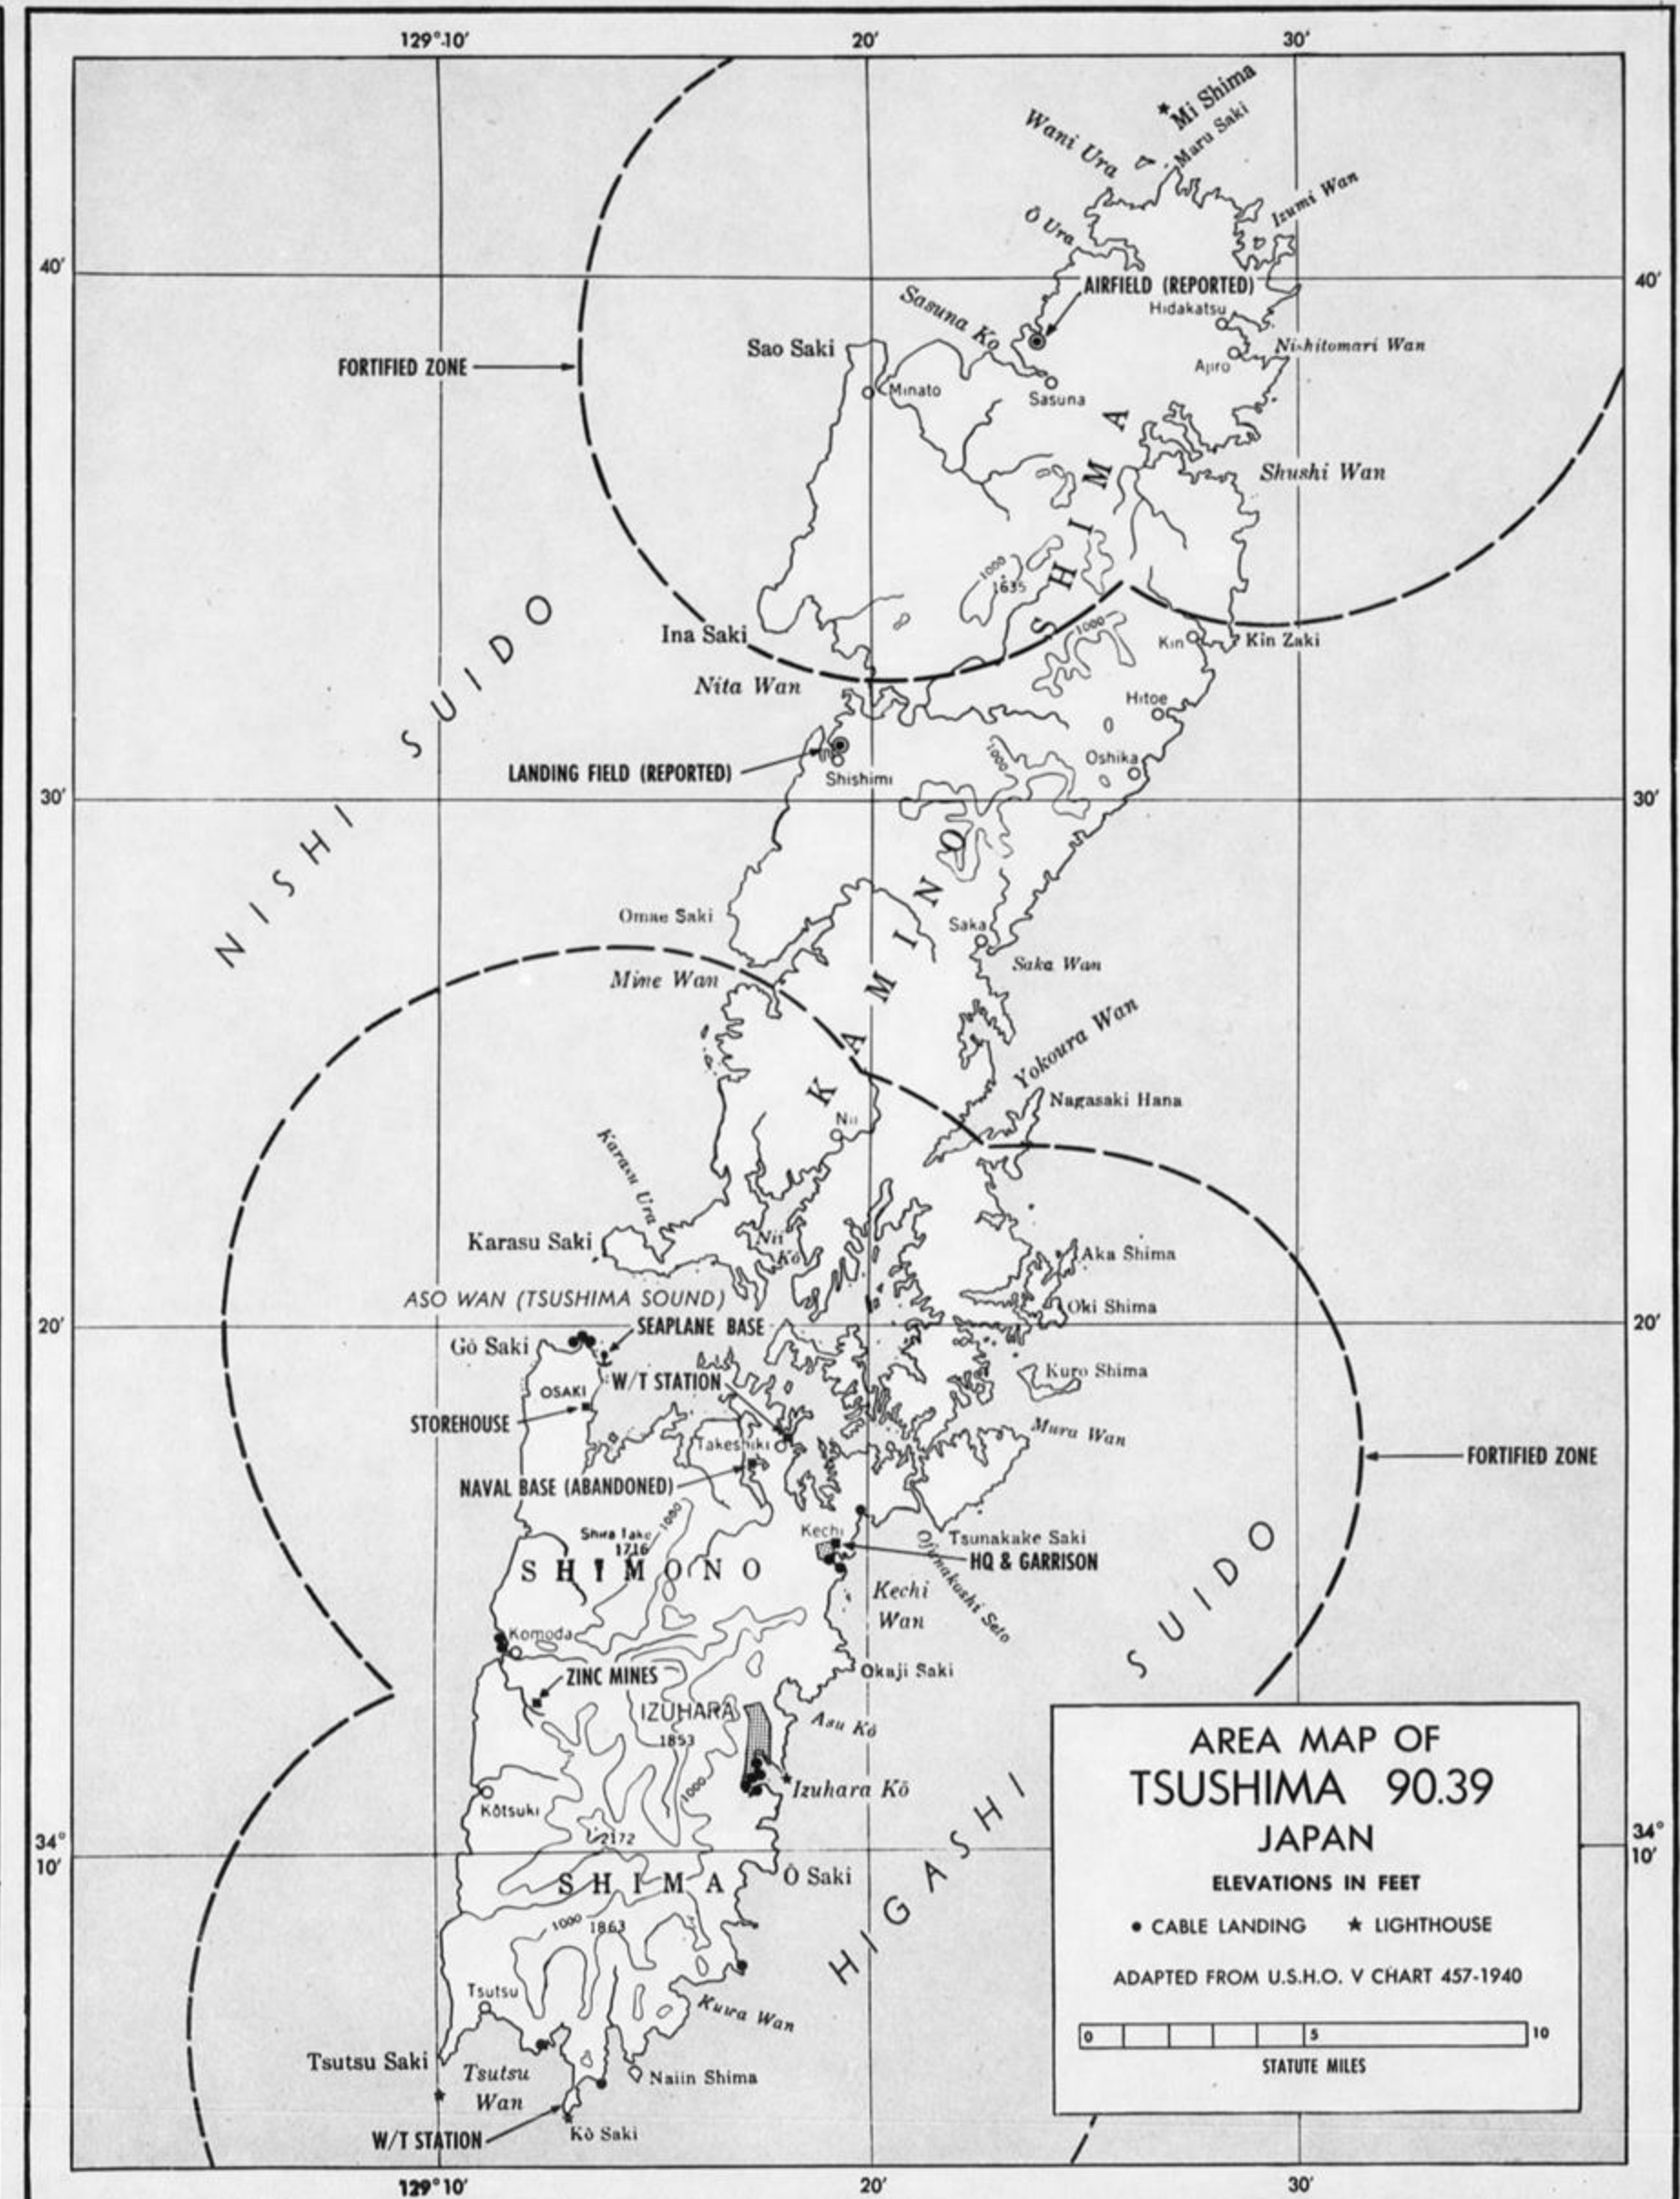 129°10'
20'
30'
Mi Shima
Maru Saki
Wani Ura
Izumi Wan
Ō Ura
40'
40'
AIRFIELD (REPORTED)
Sasuna Ko
Hidakatsu
Sao Saki
Nishitomari Wan
FORTIFIED ZONE
Ajiro
Minato
Sasuna
Shushi Wan
1000
1635
Ina Saki
1000
Kin
Kin Zaki
Nita Wan
Hitoe
NISHI SUIDO
1000
Oshika
LANDING FIELD (REPORTED)
Shishimi
30'
30'
KAMINO SHIMA
Omae Saki
Saka
Saka Wan
Mine Wan
Yokoura Wan
Nagasaki Hana
Nii
Karasu Ura
Karasu Saki
Nii Kō
Aka Shima
ASO WAN (TSUSHIMA SOUND)
Oki Shima
20'
SEAPLANE BASE
20'
Gō Saki
Kuro Shima
W/T STATION
OSAKI
STOREHOUSE
Mura Wan
Takeshiki
FORTIFIED ZONE
NAVAL BASE (ABANDONED)
1000
Shira Take
1716
Kechi
Tsunakake Saki
HQ & GARRISON
SHIMONO
Ofunakoshi Seto
Kechi
Wan
Komoda
Okaji Saki
ZINC MINES
IZUHARA
Asu Kō
1853
1000
Izuhara Kō
Kōtsuki
2172
HIGASHI SUIDO
34°
10'
34°
10'
SHIMA
Ō Saki
1000
1863
Tsutsu
Kuwa Wan
Tsutsu Saki
Tsutsu
Wan
Naiin Shima
W/T STATION
Kō Saki
AREA MAP OF
TSUSHIMA 90.39
JAPAN
ELEVATIONS IN FEET
CABLE LANDING
LIGHTHOUSE
ADAPTED FROM U.S.H.O. V CHART 457-1940
0
5
10
STATUTE MILES
129°10'
20'
30'